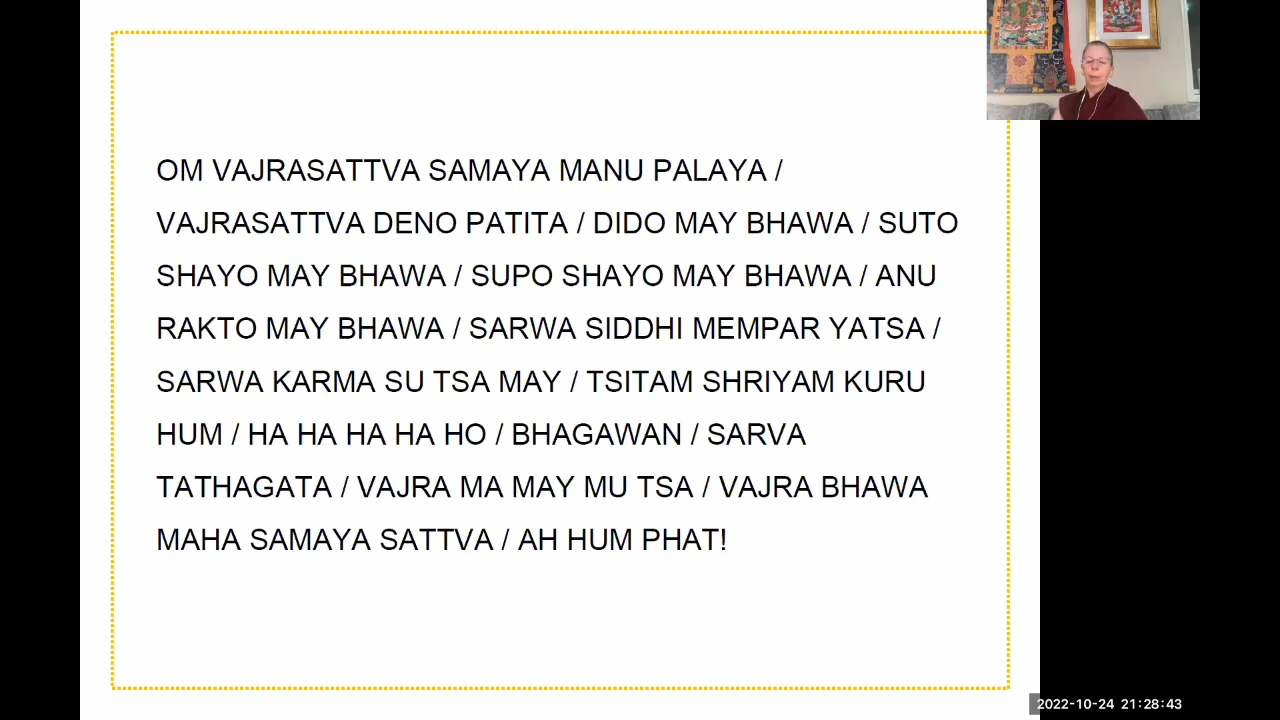 OM VAJRASATTVA SAMAYA MANU PALAYA /
VAJRASATTVA DENO PATITA / DIDO MAY BHAWA / SUTO
SHAYO MAY BHAWA / SUPO SHAYO MAY BHAWA / ANU
RAKTO MAY BHAWA / SARWA SIDDHI MEMPAR YATSA /
SARWA KARMA SU TSA MAY / TSITAM SHRIYAM KURU
HUM / HA HA HA HA HO / BHAGAWAN / SARVA
TATHAGATA / VAJRA MA MAY MU TSA / VAJRA BHAWA
MAHA SAMAYA SATTVA / AH HUM PHAT!
2022-10-24 21:28:43